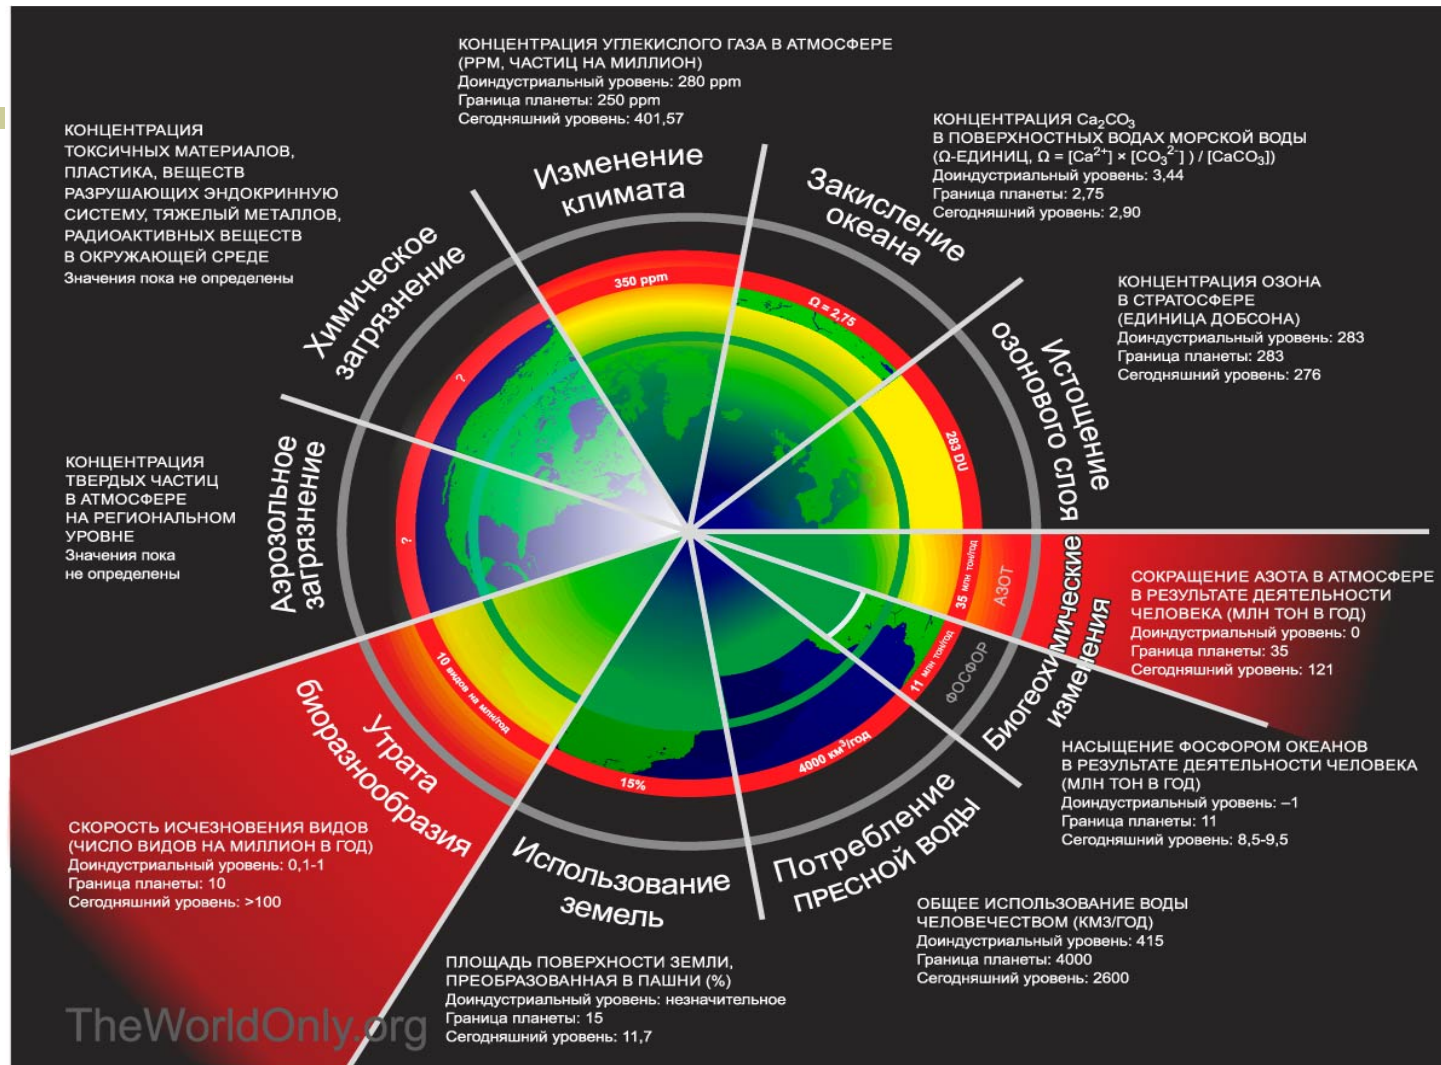 КОНЦЕНТРАЦИЯ УГЛЕКИСЛОГО ГАЗА В АТМОСФЕРЕ
(PPM, ЧАСТИЦ НА МИЛЛИОН)
Доиндустриальный уровень: 280 ppm
Граница планеты: 250 ppm
Сегодняшний уровень: 401,57
КОНЦЕНТРАЦИЯ Ca2CO3
В ПОВЕРХНОСТНЫХ ВОДАХ МОРСКОЙ ВОДЫ
(Ω-ЕДИНИЦ, Ω = [Ca2+] × [CO32-] ) / [CaCO3])
Доиндустриальный уровень: 3,44
Граница планеты: 2,75
Сегодняшний уровень: 2,90
КОНЦЕНТРАЦИЯ
ТОКСИЧНЫХ МАТЕРИАЛОВ,
ПЛАСТИКА, ВЕЩЕСТВ
РАЗРУШАЮЩИХ ЭНДОКРИННУЮ
СИСТЕМУ, ТЯЖЕЛЫЙ МЕТАЛЛОВ,
РАДИОАКТИВНЫХ ВЕЩЕСТВ
В ОКРУЖАЮЩЕЙ СРЕДЕ
Значения пока не определены
Изменение
климата
Закисление
океана
Химическое
загрязнение
КОНЦЕНТРАЦИЯ ОЗОНА
В СТРАТОСФЕРЕ
(ЕДИНИЦА ДОБСОНА)
Доиндустриальный уровень: 283
Граница планеты: 283
Сегодняшний уровень: 276
Истощение
озонового слоя
350 ppm
Ω = 2,75
?
283 DU
КОНЦЕНТРАЦИЯ
ТВЕРДЫХ ЧАСТИЦ
В АТМОСФЕРЕ
НА РЕГИОНАЛЬНОМ
УРОВНЕ
Значения пока
не определены
Аэрозольное
загрязнение
?
35 млн тон/год
АЗОТ
11 млн тон/год
ФОСФОР
Биогеохимические
изменения
СОКРАЩЕНИЕ АЗОТА В АТМОСФЕРЕ
В РЕЗУЛЬТАТЕ ДЕЯТЕЛЬНОСТИ
ЧЕЛОВЕКА (МЛН ТОН В ГОД)
Доиндустриальный уровень: 0
Граница планеты: 35
Сегодняшний уровень: 121
10 видов на млн/год
15%
4000 км3/год
Утрата
биоразнообразия
Использование
земель
Потребление
ПРЕСНОЙ ВОДЫ
НАСЫЩЕНИЕ ФОСФОРОМ ОКЕАНОВ
В РЕЗУЛЬТАТЕ ДЕЯТЕЛЬНОСТИ ЧЕЛОВЕКА
(МЛН ТОН В ГОД)
Доиндустриальный уровень: –1
Граница планеты: 11
Сегодняшний уровень: 8,5-9,5
СКОРОСТЬ ИСЧЕЗНОВЕНИЯ ВИДОВ
(ЧИСЛО ВИДОВ НА МИЛЛИОН В ГОД)
Доиндустриальный уровень: 0,1-1
Граница планеты: 10
Сегодняшний уровень: >100
ОБЩЕЕ ИСПОЛЬЗОВАНИЕ ВОДЫ
ЧЕЛОВЕЧЕСТВОМ (КМ3/ГОД)
Доиндустриальный уровень: 415
Граница планеты: 4000
Сегодняшний уровень: 2600
ПЛОЩАДЬ ПОВЕРХНОСТИ ЗЕМЛИ,
ПРЕОБРАЗОВАННАЯ В ПАШНИ (%)
Доиндустриальный уровень: незначительное
Граница планеты: 15
Сегодняшний уровень: 11,7
TheWorldOnly.org